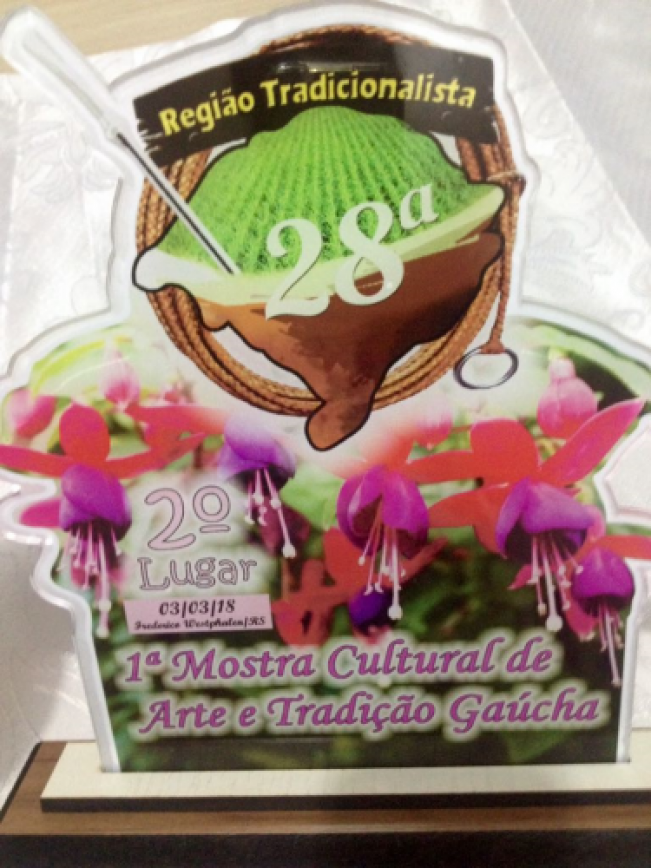 Região Tradicionalista
28ª
2º
Lugar
03/03/18
Frederico Westphalen/RS
1ª Mostra Cultural de
Arte e Tradição Gaúcha